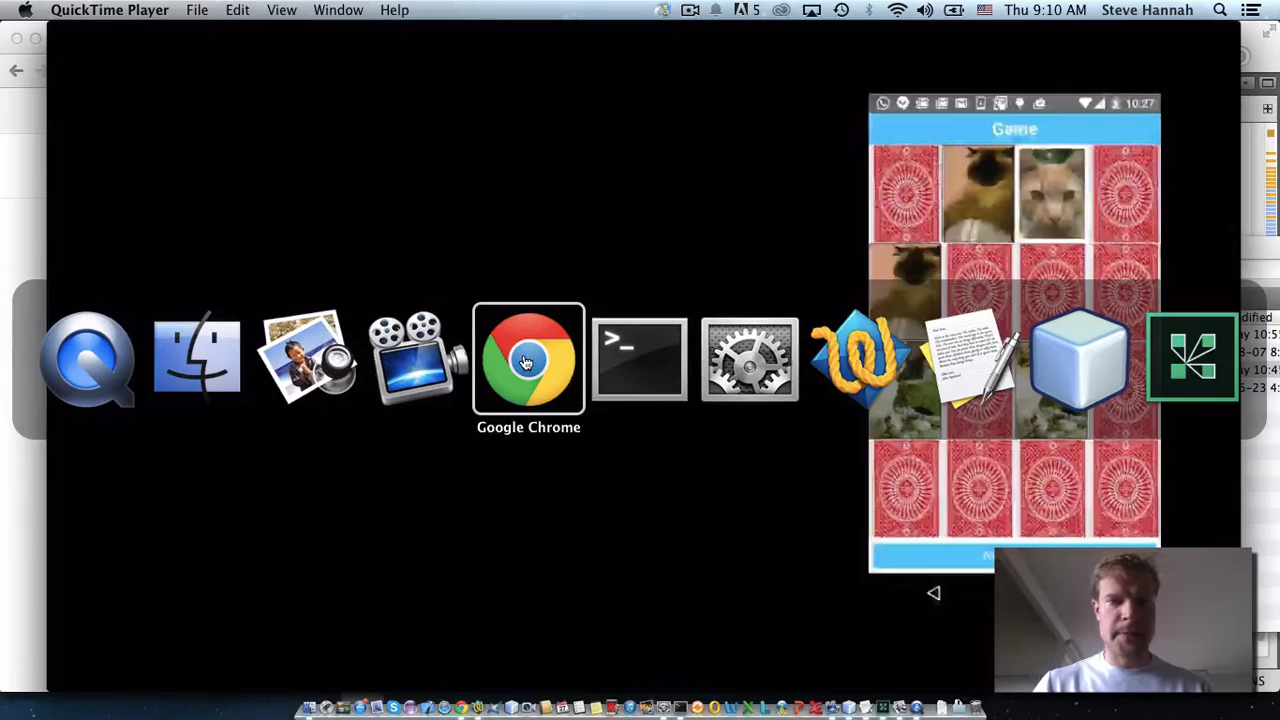 QuickTime Player File Edit View Window Help 5 Thu 9:10 AM Steve Hannah
10.27
Game
Google Chrome
>_